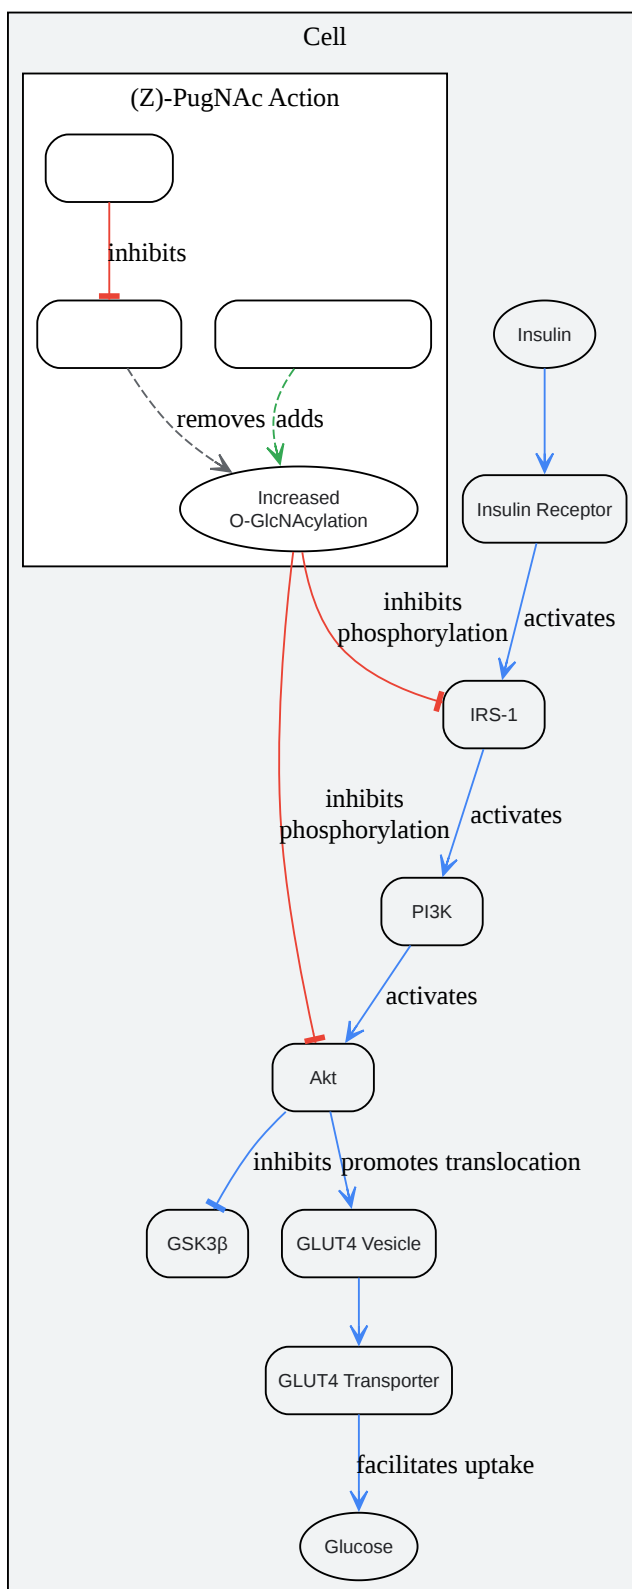 Cell
(Z)-PugNAc Action
inhibits
Insulin
removes
adds
Increased
O-GlcNAcylation
Insulin Receptor
inhibits
phosphorylation
activates
IRS-1
inhibits
phosphorylation
activates
PI3K
activates
Akt
inhibits
promotes translocation
GSK3β
GLUT4 Vesicle
GLUT4 Transporter
facilitates uptake
Glucose